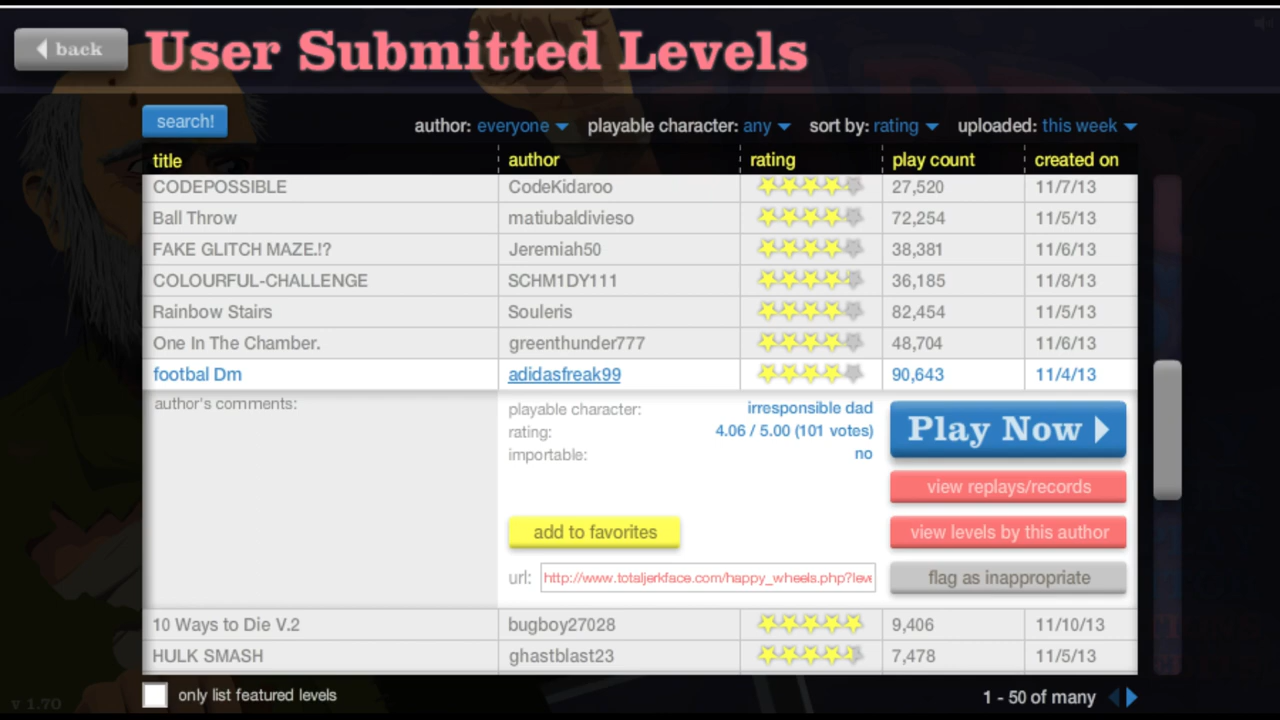 back
User Submitted Levels
search!
author: everyone playable character: any sort by: rating uploaded: this week
title author rating play count created on
CODEPOSSIBLE CodeKidaroo 27,520 11/7/13
Ball Throw matiubaldivieso 72,254 11/5/13
FAKE GLITCH MAZE.!? Jeremiah50 38,381 11/6/13
COLOURFUL-CHALLENGE SCHM1DY111 36,185 11/8/13
Rainbow Stairs Souleris 82,454 11/5/13
One In The Chamber. greenthunder777 48,704 11/6/13
footbal Dm adidasfreak99 90,643 11/4/13
author's comments:
playable character: irresponsible dad
rating: 4.06 / 5.00 (101 votes)
importable: no
Play Now
view replays/records
add to favorites
view levels by this author
url: http://www.totaljerkface.com/happy_wheels.php?leve
flag as inappropriate
10 Ways to Die V.2 bugboy27028 9,406 11/10/13
HULK SMASH ghastblast23 7,478 11/5/13
only list featured levels
1 - 50 of many
v 1.70